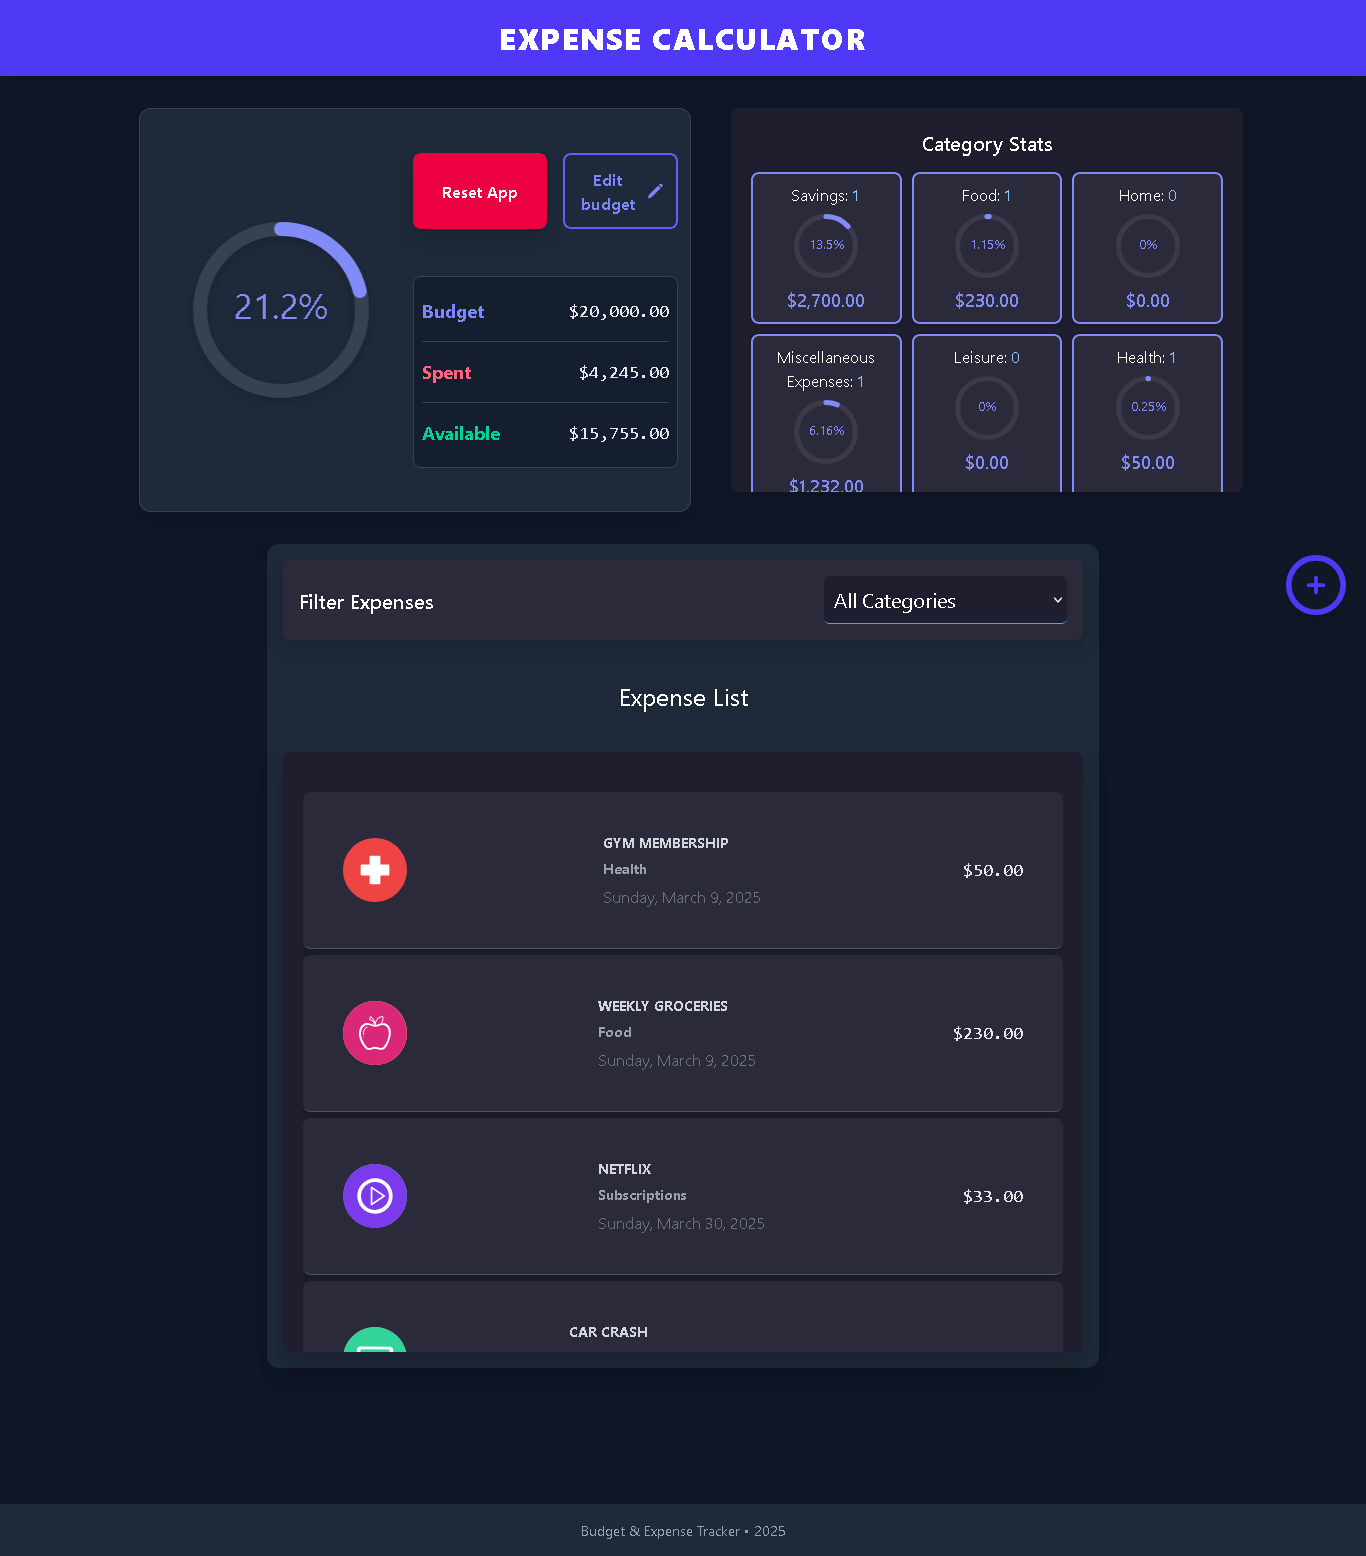 EXPENSE CALCULATOR
Reset App
Edit
budget
21.2%
Budget $20,000.00
Spent $4,245.00
Available $15,755.00
Category Stats
Savings: 1
13.5%
$2,700.00
Food: 1
1.15%
$230.00
Home: 0
0%
$0.00
Miscellaneous
Expenses: 1
6.16%
$1,232.00
Leisure: 0
0%
$0.00
Health: 1
0.25%
$50.00
Filter Expenses
All Categories
Expense List
GYM MEMBERSHIP
Health
Sunday, March 9, 2025
$50.00
WEEKLY GROCERIES
Food
Sunday, March 9, 2025
$230.00
NETFLIX
Subscriptions
Sunday, March 30, 2025
$33.00
CAR CRASH
Budget & Expense Tracker • 2025